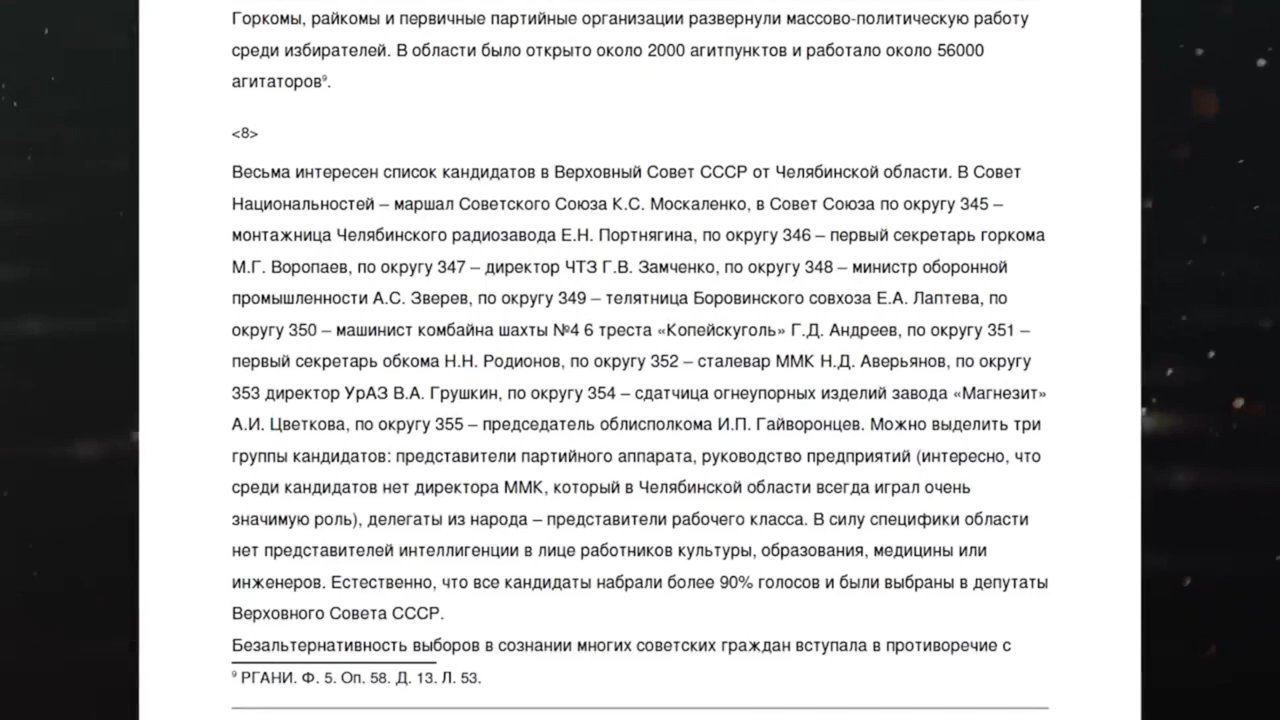 Горкомы, райкомы и первичные партийные организации развернули массово-политическую работу
среди избирателей. В области было открыто около 2000 агитпунктов и работало около 56000
агитаторов⁹.
<8>
Весьма интересен список кандидатов в Верховный Совет СССР от Челябинской области. В Совет
Национальностей – маршал Советского Союза К.С. Москаленко, в Совет Союза по округу 345 –
монтажница Челябинского радиозавода Е.Н. Портнягина, по округу 346 – первый секретарь горкома
М.Г. Воропаев, по округу 347 – директор ЧТЗ Г.В. Замченко, по округу 348 – министр оборонной
промышленности А.С. Зверев, по округу 349 – телятница Боровинского совхоза Е.А. Лаптева, по
округу 350 – машинист комбайна шахты №4 6 треста «Копейскуголь» Г.Д. Андреев, по округу 351 –
первый секретарь обкома Н.Н. Родионов, по округу 352 – сталевар ММК Н.Д. Аверьянов, по округу
353 директор УрАЗ В.А. Грушкин, по округу 354 – сдатчица огнеупорных изделий завода «Магнезит»
А.И. Цветкова, по округу 355 – председатель облисполкома И.П. Гайворонцев. Можно выделить три
группы кандидатов: представители партийного аппарата, руководство предприятий (интересно, что
среди кандидатов нет директора ММК, который в Челябинской области всегда играл очень
значимую роль), делегаты из народа – представители рабочего класса. В силу специфики области
нет представителей интеллигенции в лице работников культуры, образования, медицины или
инженеров. Естественно, что все кандидаты набрали более 90% голосов и были выбраны в депутаты
Верховного Совета СССР.
Безальтернативность выборов в сознании многих советских граждан вступала в противоречие с
⁹ РГАНИ. Ф. 5. Оп. 58. Д. 13. Л. 53.